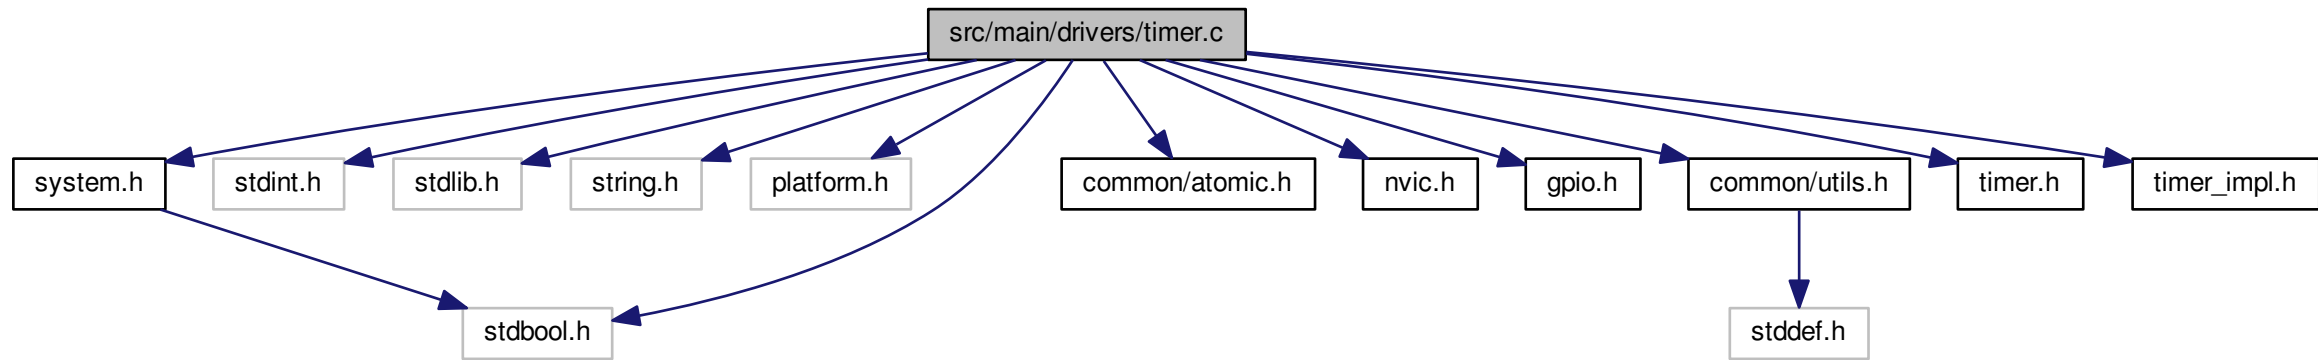 src/main/drivers/timer.c
system.h
stdint.h
stdlib.h
string.h
platform.h
common/atomic.h
nvic.h
gpio.h
common/utils.h
timer.h
timer_impl.h
stdbool.h
stddef.h